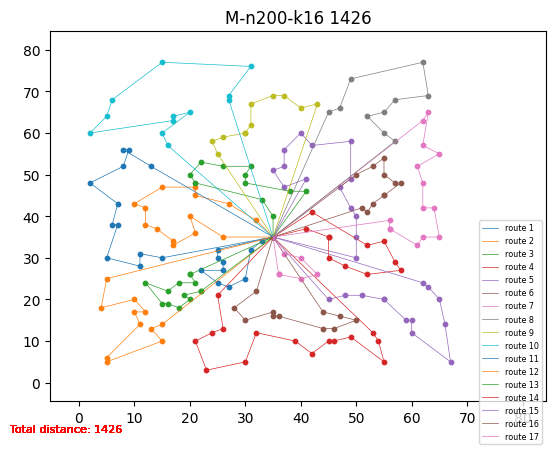 M-n200-k16 1426
80
70
60
50
40
30
20
10
0
0 10 20 30 40 50 60 70 80
route 1
route 2
route 3
route 4
route 5
route 6
route 7
route 8
route 9
route 10
route 11
route 12
route 13
route 14
route 15
route 16
route 17
Total distance: 1426